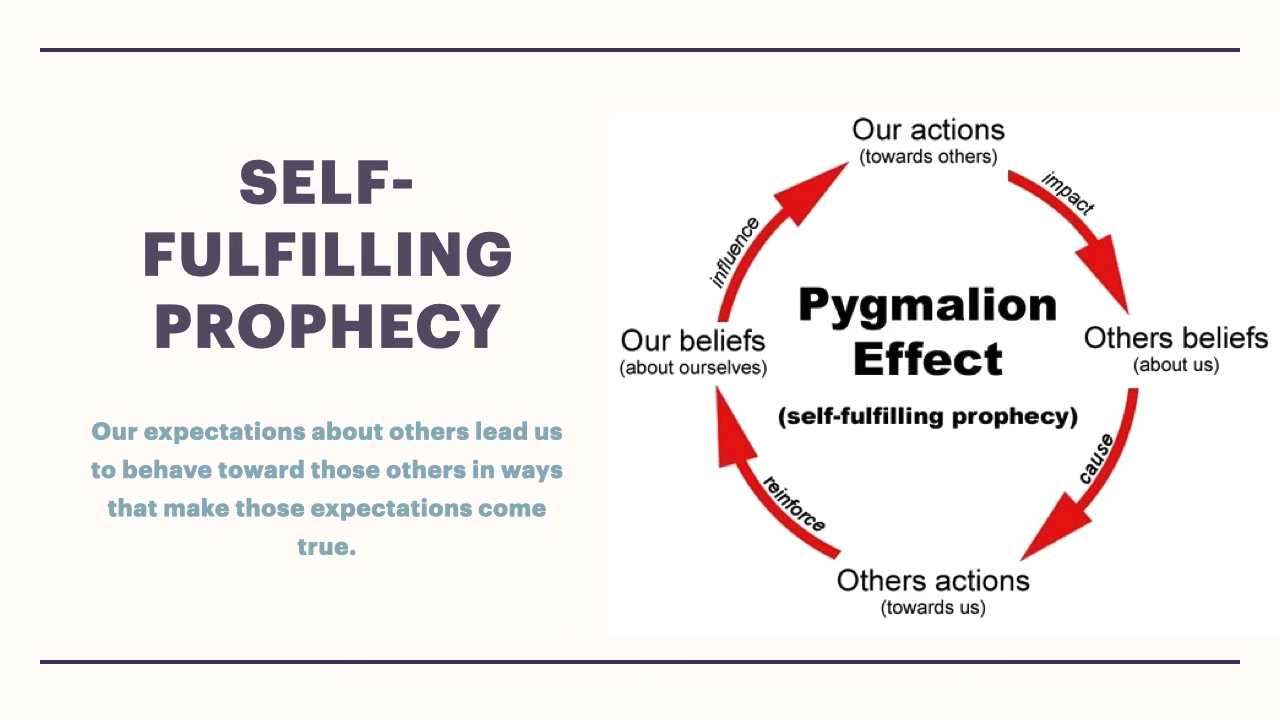 SELF-
FULFILLING
PROPHECY
Our expectations about others lead us
to behave toward those others in ways
that make those expectations come
true.
Our actions
(towards others)
impact
Others beliefs
(about us)
cause
Others actions
(towards us)
reinforce
Our beliefs
(about ourselves)
influence
Pygmalion
Effect
(self-fulfilling prophecy)